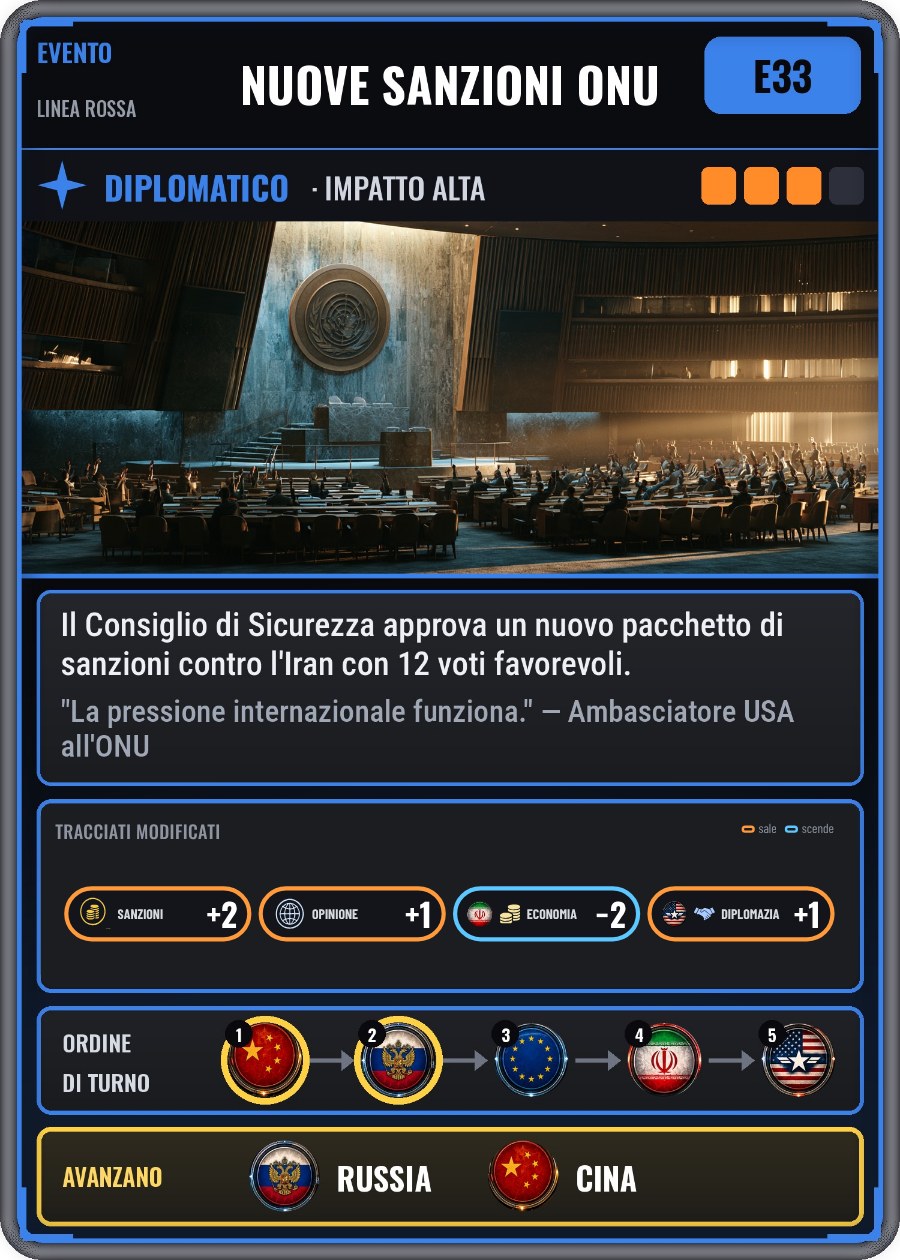 EVENTO
LINEA ROSSA
NUOVE SANZIONI ONU
E33
DIPLOMATICO · IMPATTO ALTA
Il Consiglio di Sicurezza approva un nuovo pacchetto di
sanzioni contro l'Iran con 12 voti favorevoli.
"La pressione internazionale funziona." — Ambasciatore USA
all'ONU
TRACCIATI MODIFICATI
sale scende
SANZIONI +2
OPINIONE +1
ECONOMIA -2
DIPLOMAZIA +1
ORDINE
DI TURNO
1 2 3 4 5
AVANZANO RUSSIA CINA